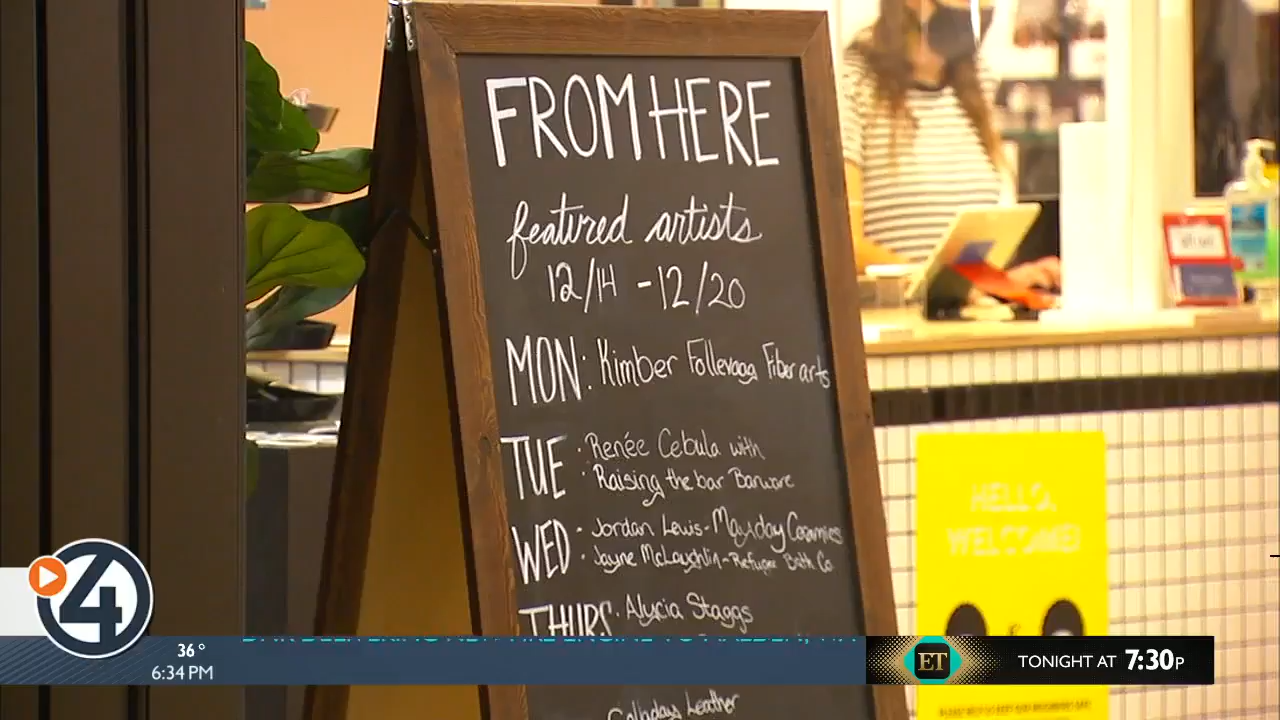 FROM HERE
featured artists
12/14 - 12/20
MON: Kimber Follevaag Fiber arts
TUE · Renée Cebula with
· Raising the bar Barware
WED · Jordan Lewis - Mayday Ceramics
· Jayne McLaughlin - Refugee Bath Co.
THURS · Alycia Staggs
Leather
HELLO,
WELCOME!
4
36°
6:34 PM
ET
TONIGHT AT 7:30P